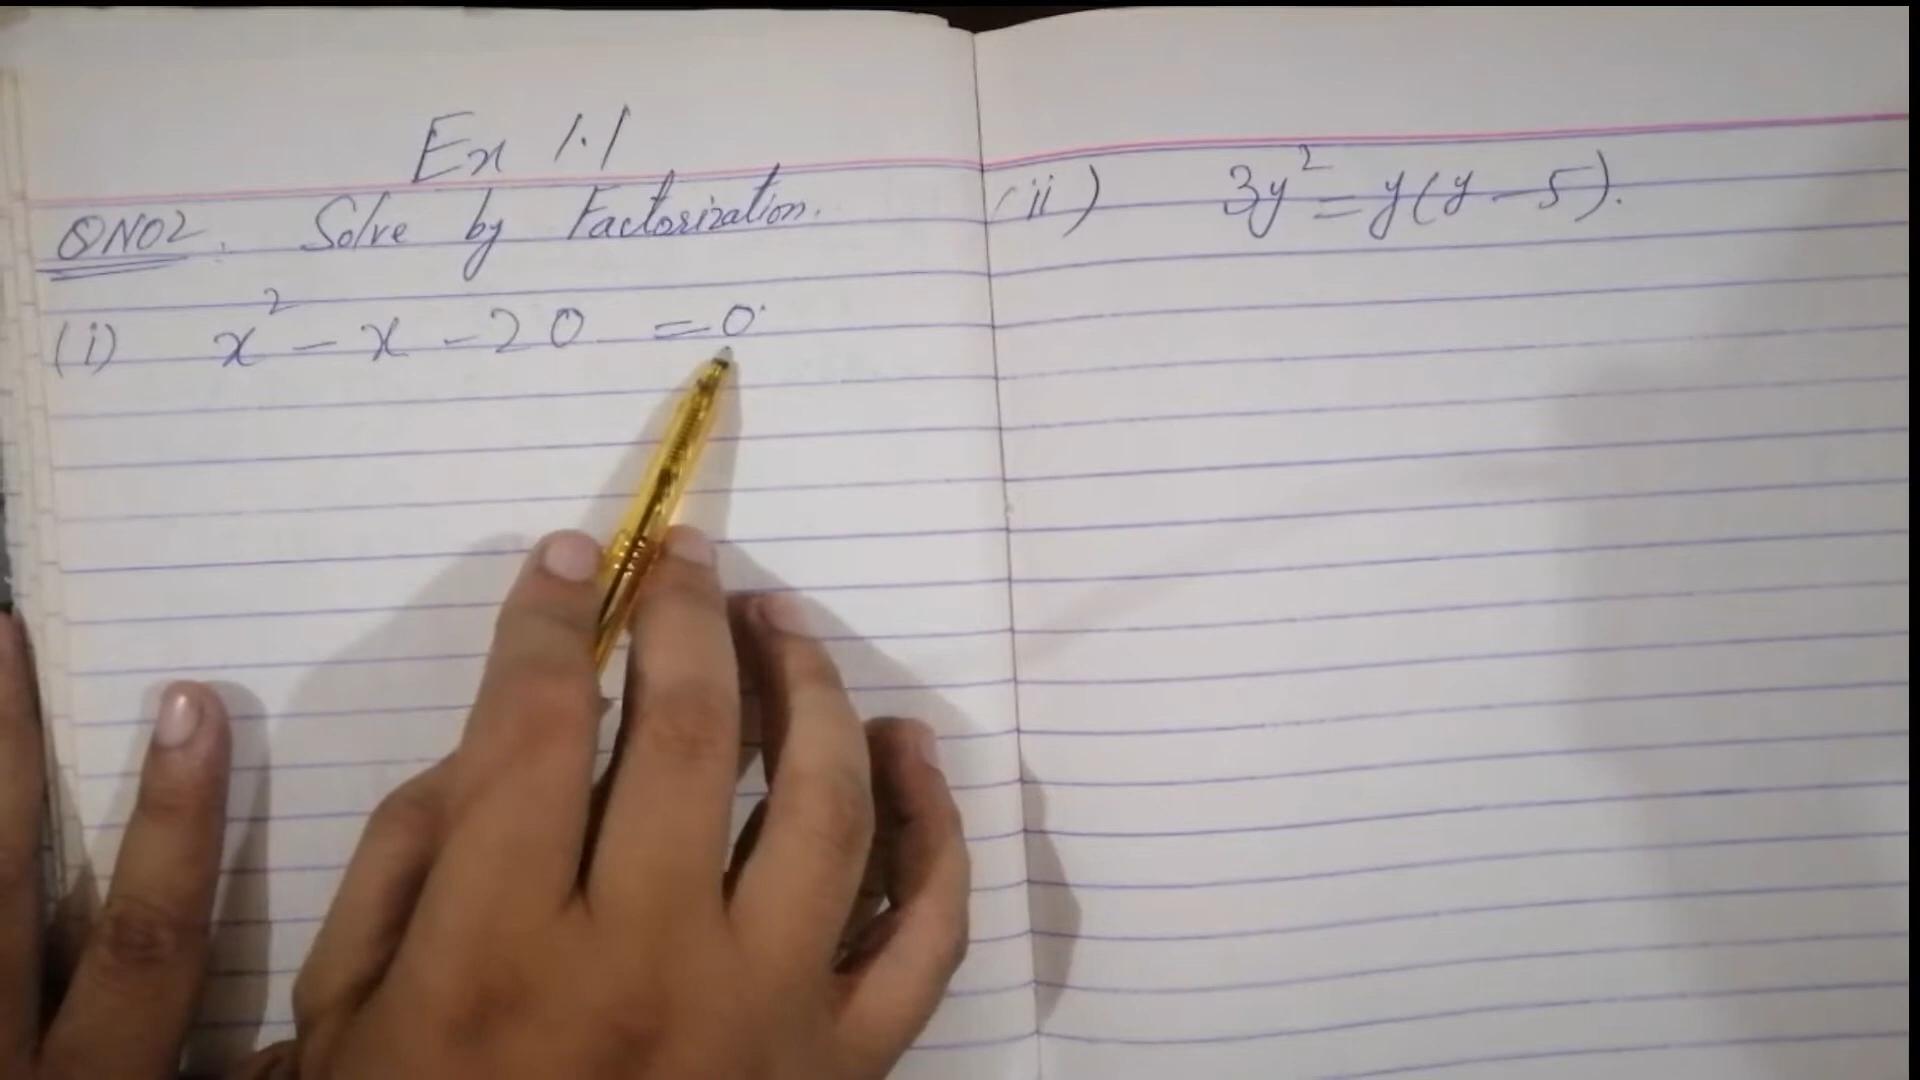 Ex 1.1
QNO2. Solve by Factorization.
(i) x² - x - 20 = 0
(ii) 3y² = y(y - 5).